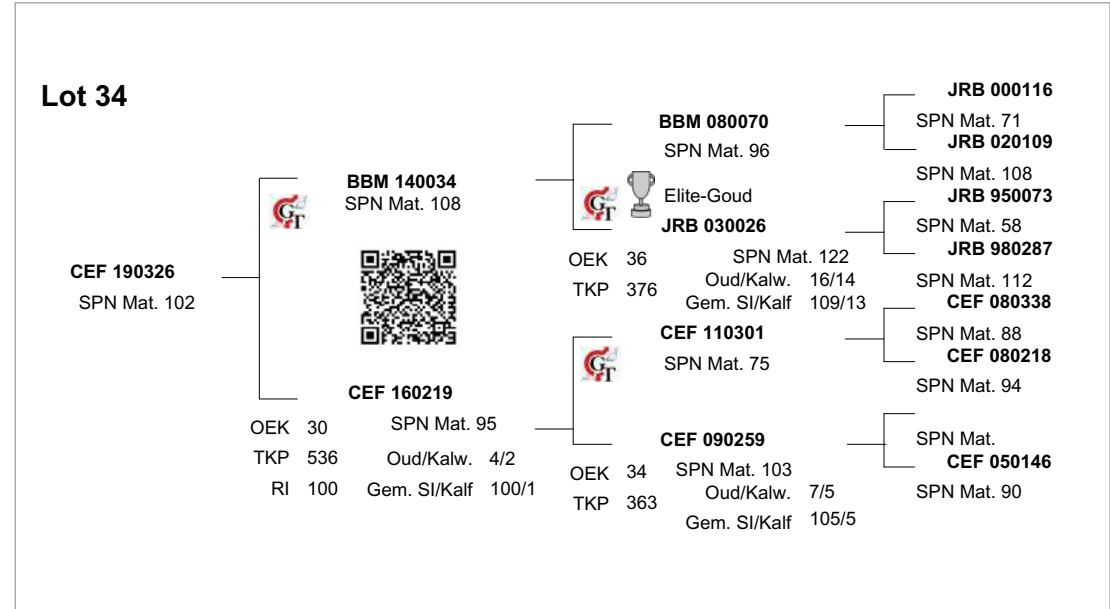 Lot 34
JRB 000116
BBM 080070
SPN Mat. 71
SPN Mat. 96
JRB 020109
BBM 140034
SPN Mat. 108
SPN Mat. 108
GT
GT
Elite-Goud
JRB 950073
JRB 030026
SPN Mat. 58
CEF 190326
OEK 36
SPN Mat. 122
JRB 980287
SPN Mat. 102
TKP 376
Oud/Kalw. 16/14
SPN Mat. 112
Gem. SI/Kalf 109/13
CEF 080338
CEF 110301
SPN Mat. 88
GT
SPN Mat. 75
CEF 080218
CEF 160219
SPN Mat. 94
OEK 30
SPN Mat. 95
CEF 090259
SPN Mat.
TKP 536
Oud/Kalw. 4/2
OEK 34
SPN Mat. 103
CEF 050146
RI 100
Gem. SI/Kalf 100/1
TKP 363
Oud/Kalw. 7/5
SPN Mat. 90
Gem. SI/Kalf 105/5